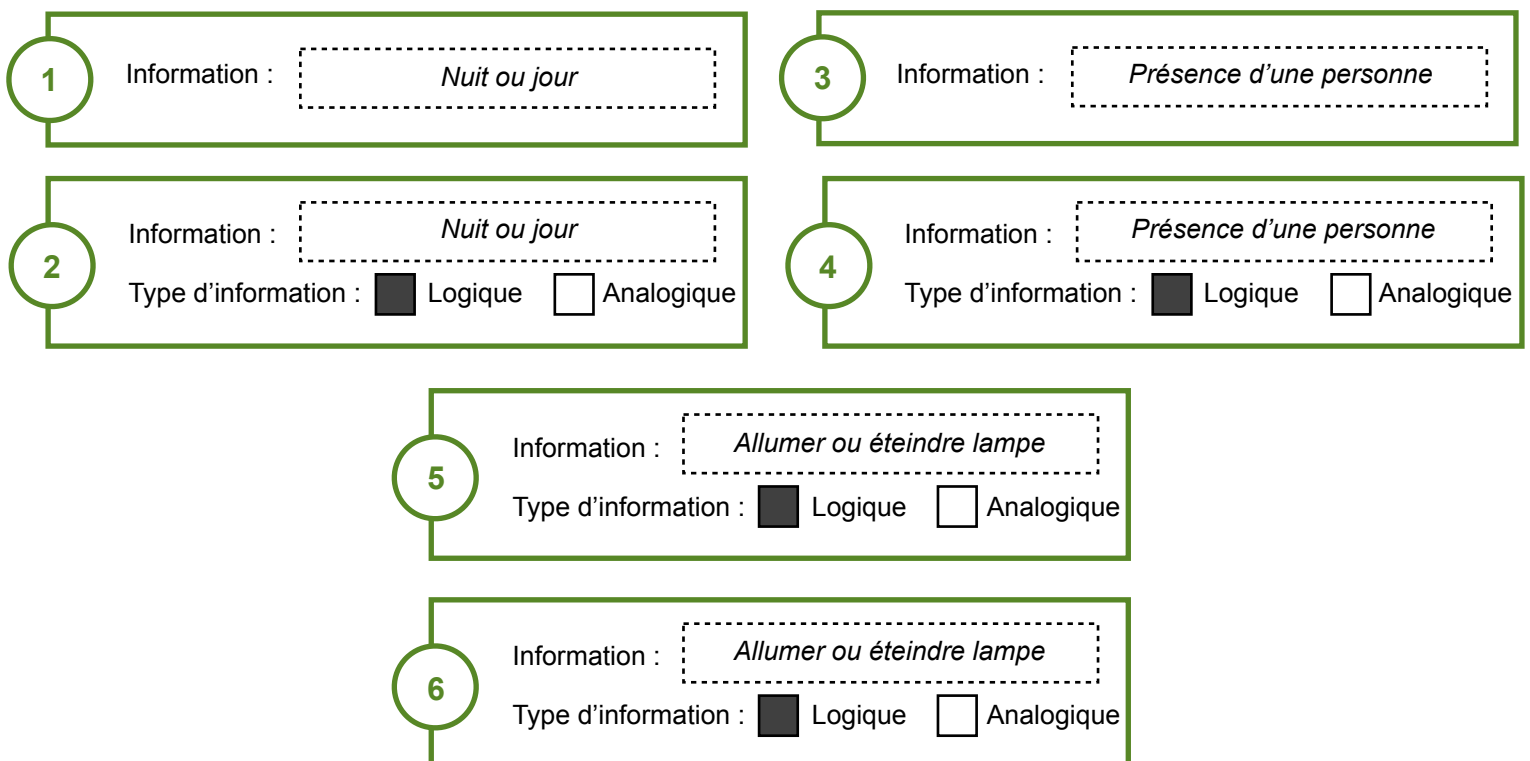 1
Information :
Nuit ou jour
3
Information :
Présence d’une personne
2
Information :
Nuit ou jour
Type d’information :
Logique
Analogique
4
Information :
Présence d’une personne
Type d’information :
Logique
Analogique
5
Information :
Allumer ou éteindre lampe
Type d’information :
Logique
Analogique
6
Information :
Allumer ou éteindre lampe
Type d’information :
Logique
Analogique